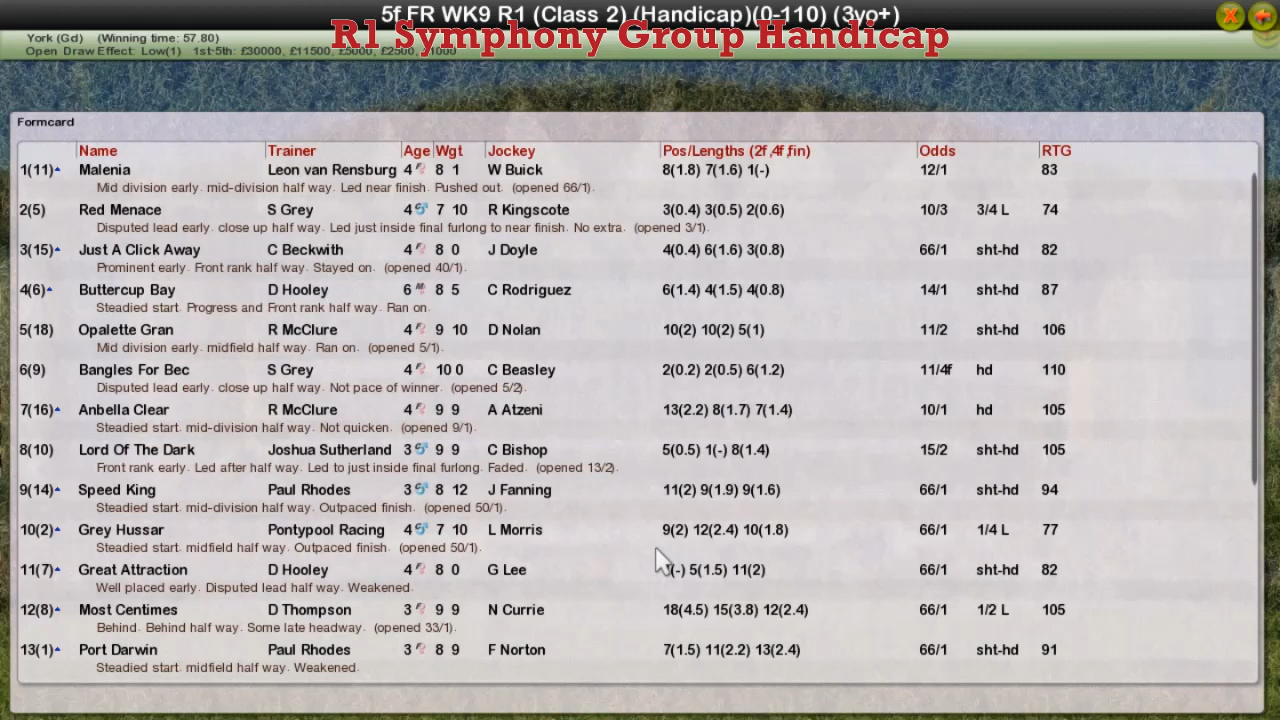 5f FR WK9 R1 (Class 2) (Handicap)(0-110) (3yo+)
R1 Symphony Group Handicap
York (Gd) (Winning time: 57.80)
Open Draw Effect: Low(1) 1st-5th: £30000, £11500, £5000, £2500, £1000
Formcard
Name Trainer Age Wgt Jockey Pos/Lengths (2f,4f,fin) Odds RTG
1(11) Malenia Leon van Rensburg 4 8 1 W Buick 8(1.8) 7(1.6) 1(-) 12/1 83
Mid division early. mid-division half way. Led near finish. Pushed out. (opened 66/1).
2(5) Red Menace S Grey 4 7 10 R Kingscote 3(0.4) 3(0.5) 2(0.6) 10/3 3/4 L 74
Disputed lead early. close up half way. Led just inside final furlong to near finish. No extra. (opened 3/1).
3(15) Just A Click Away C Beckwith 4 8 0 J Doyle 4(0.4) 6(1.6) 3(0.8) 66/1 sht-hd 82
Prominent early. Front rank half way. Stayed on. (opened 40/1).
4(6) Buttercup Bay D Hooley 6 8 5 C Rodriguez 6(1.4) 4(1.5) 4(0.8) 14/1 sht-hd 87
Steadied start. Progress and Front rank half way. Ran on.
5(18) Opalette Gran R McClure 4 9 10 D Nolan 10(2) 10(2) 5(1) 11/2 sht-hd 106
Mid division early. midfield half way. Ran on. (opened 5/1).
6(9) Bangles For Bec S Grey 4 10 0 C Beasley 2(0.2) 2(0.5) 6(1.2) 11/4f hd 110
Disputed lead early. close up half way. Not pace of winner. (opened 5/2).
7(16) Anbella Clear R McClure 4 9 9 A Atzeni 13(2.2) 8(1.7) 7(1.4) 10/1 hd 105
Steadied start. mid-division half way. Not quicken. (opened 9/1).
8(10) Lord Of The Dark Joshua Sutherland 3 9 9 C Bishop 5(0.5) 1(-) 8(1.4) 15/2 sht-hd 105
Front rank early. Led after half way. Led to just inside final furlong. Faded. (opened 13/2).
9(14) Speed King Paul Rhodes 3 8 12 J Fanning 11(2) 9(1.9) 9(1.6) 66/1 sht-hd 94
Steadied start. mid-division half way. Outpaced finish. (opened 50/1).
10(2) Grey Hussar Pontypool Racing 4 7 10 L Morris 9(2) 12(2.4) 10(1.8) 66/1 1/4 L 77
Steadied start. midfield half way. Outpaced finish. (opened 50/1).
11(7) Great Attraction D Hooley 4 8 0 G Lee (-) 5(1.5) 11(2) 66/1 sht-hd 82
Well placed early. Disputed lead half way. Weakened.
12(8) Most Centimes D Thompson 3 9 9 N Currie 18(4.5) 15(3.8) 12(2.4) 66/1 1/2 L 105
Behind. Behind half way. Some late headway. (opened 33/1).
13(1) Port Darwin Paul Rhodes 3 8 9 F Norton 7(1.5) 11(2.2) 13(2.4) 66/1 sht-hd 91
Steadied start. midfield half way. Weakened.